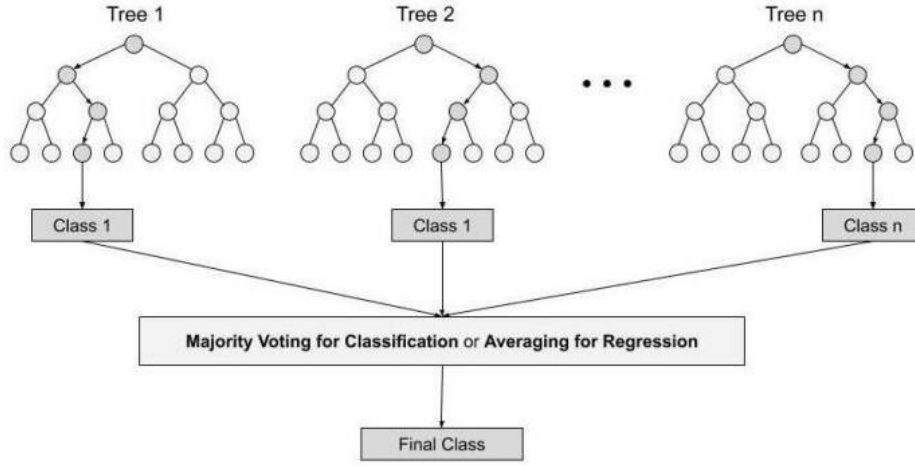 Tree 1
Tree 2
Tree n
Class 1
Class 1
Class n
Majority Voting for Classification or Averaging for Regression
Final Class